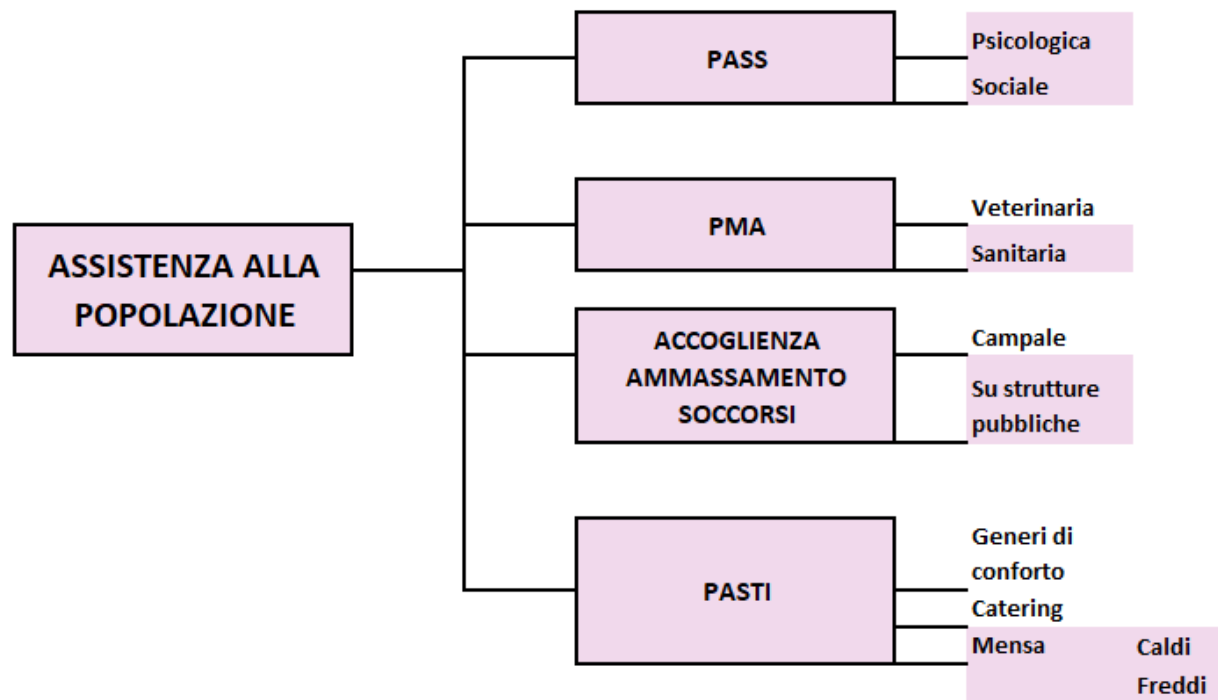 ASSISTENZA ALLA
POPOLAZIONE
PASS
Psicologica
Sociale
PMA
Veterinaria
Sanitaria
ACCOGLIENZA
AMMASSAMENTO
SOCCORSI
Campale
Su strutture
pubbliche
PASTI
Generi di
conforto
Catering
Mensa
Caldi
Freddi